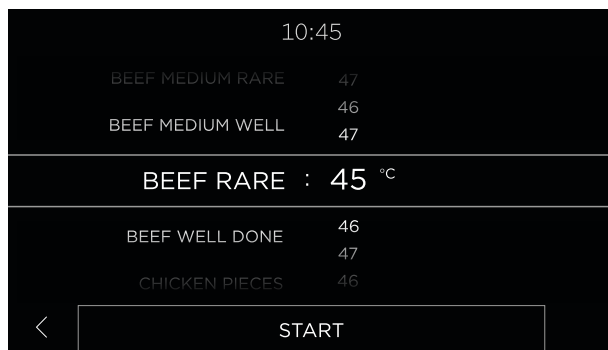 10:45
BEEF MEDIUM RARE 47
46
BEEF MEDIUM WELL 47
BEEF RARE : 45 °C
46
BEEF WELL DONE
47
CHICKEN PIECES 46
START